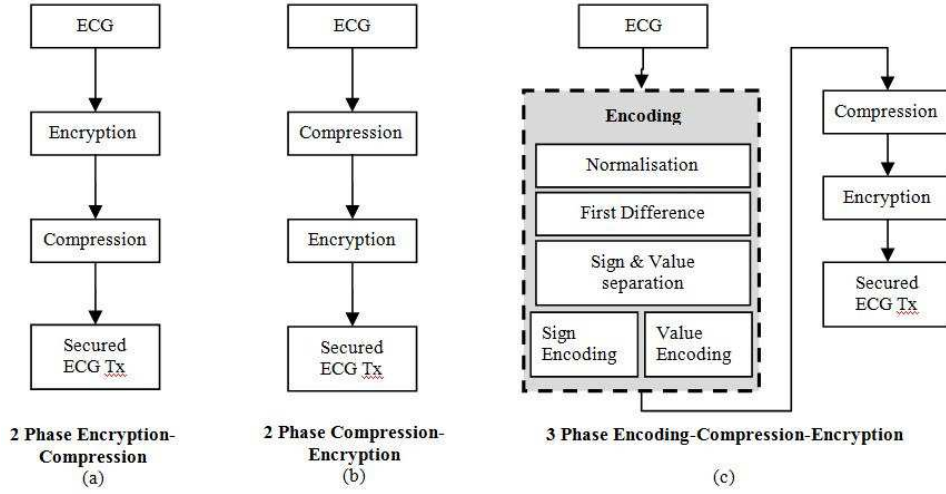 ECG
Encryption
Compression
Secured
ECG Tx
2 Phase Encryption-
Compression
(a)
ECG
Compression
Encryption
Secured
ECG Tx
2 Phase Compression-
Encryption
(b)
ECG
Encoding
Normalisation
First Difference
Sign & Value
separation
Sign
Encoding
Value
Encoding
Compression
Encryption
Secured
ECG Tx
3 Phase Encoding-Compression-Encryption
(c)